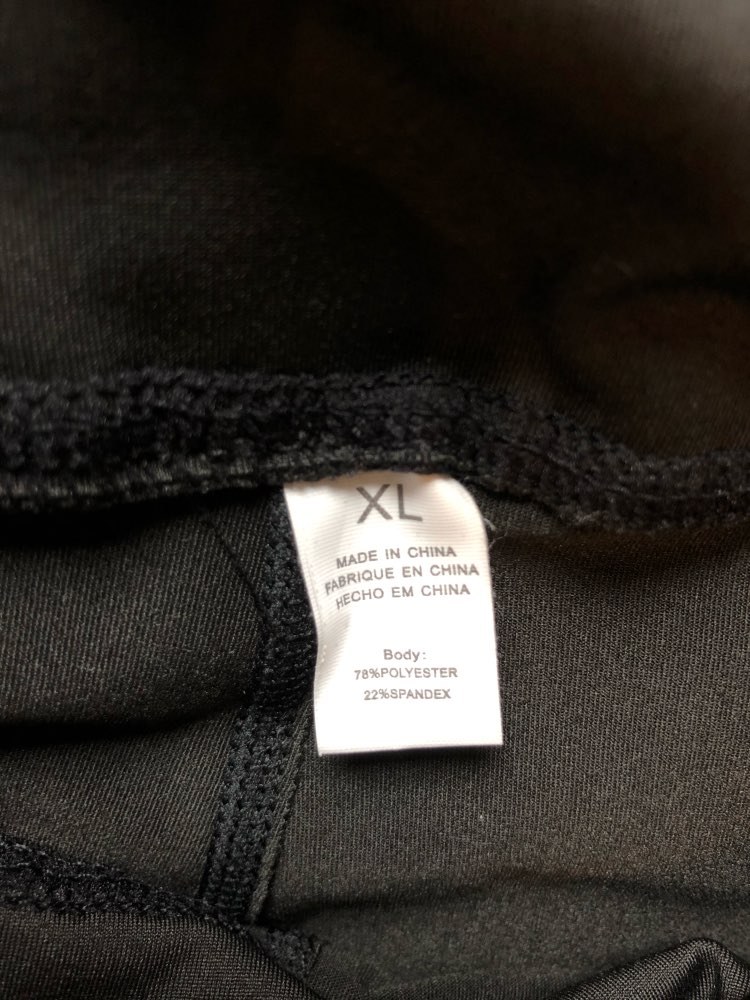 XL
MADE IN CHINA
FABRIQUE EN CHINA
HECHO EM CHINA
Body:
78%POLYESTER
22%SPANDEX